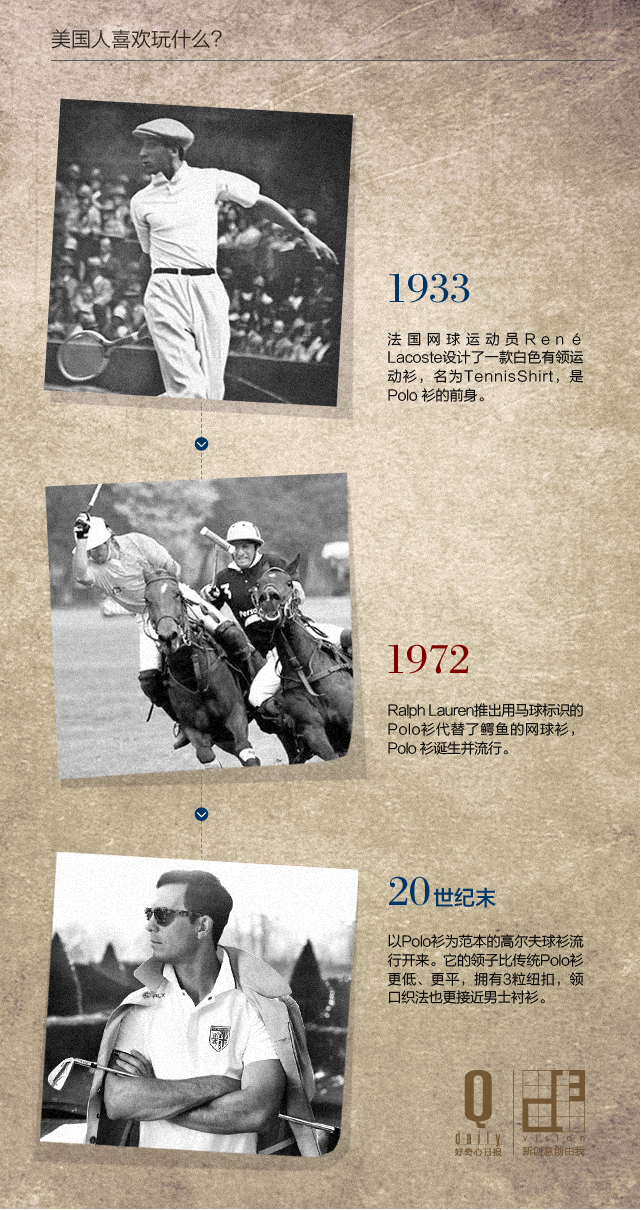 美国人喜欢玩什么？
1933
法国网球运动员René
Lacoste设计了一款白色有领运
动衫，名为TennisShirt，是
Polo 衫的前身。
3
Perso
1972
Ralph Lauren推出用马球标识的
Polo衫代替了鳄鱼的网球衫，
Polo 衫诞生并流行。
20世纪末
以Polo衫为范本的高尔夫球衫流
行开来。它的领子比传统Polo衫
更低、更平，拥有3粒纽扣，领
口织法也更接近男士衬衫。
RLX
Q
daily
好奇心日报
d3
vision
新创意创由我